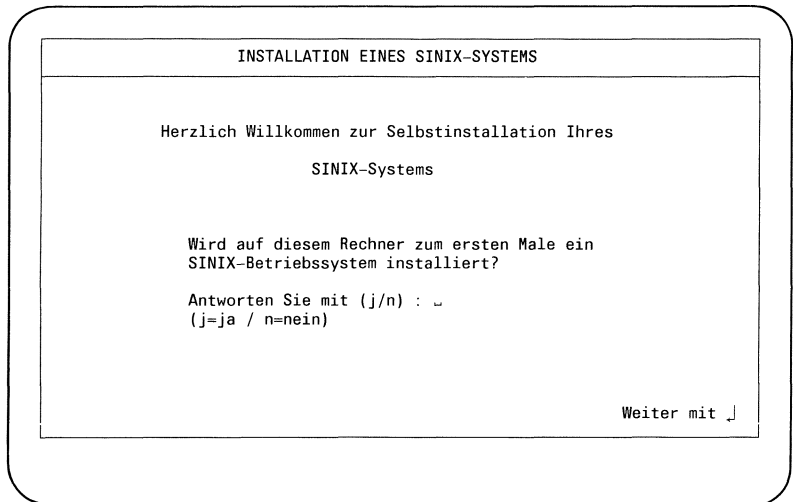 INSTALLATION EINES SINIX–SYSTEMS
Herzlich Willkommen zur Selbstinstallation Ihres
SINIX–Systems
Wird auf diesem Rechner zum ersten Male ein
SINIX–Betriebssystem installiert?
Antworten Sie mit (j/n) : ␣
(j=ja / n=nein)
Weiter mit ↲